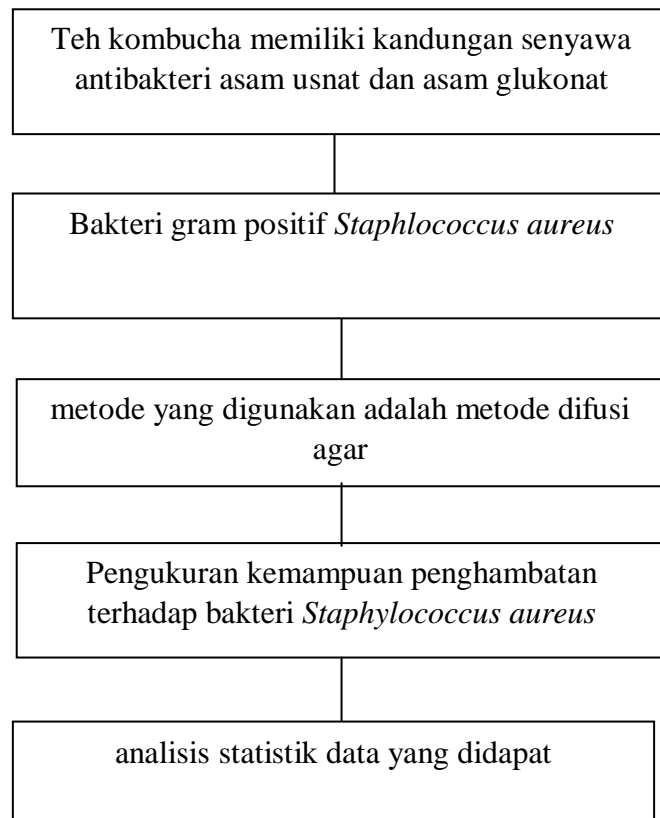 Teh kombucha memiliki kandungan senyawa
antibakteri asam usnat dan asam glukonat
Bakteri gram positif Staphlococcus aureus
metode yang digunakan adalah metode difusi
agar
Pengukuran kemampuan penghambatan
terhadap bakteri Staphylococcus aureus
analisis statistik data yang didapat